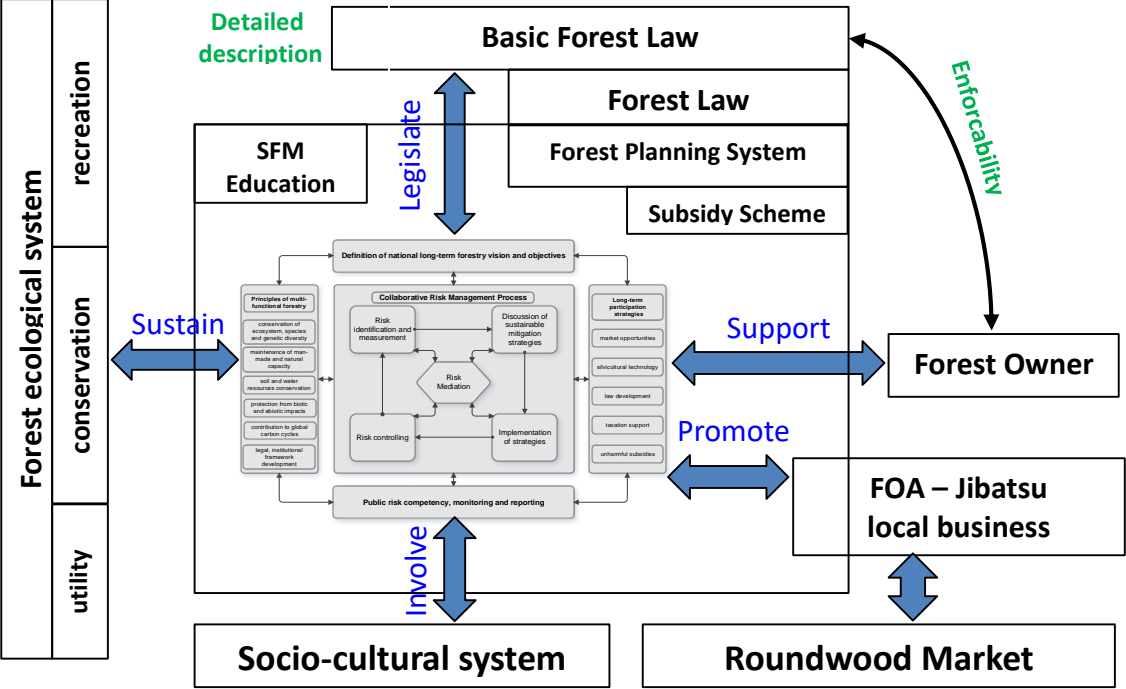 Forest ecological system
recreation
conservation
utility
Detailed
description
Basic Forest Law
Forest Law
Forest Planning System
Subsidy Scheme
SFM
Education
Legislate
Enforcability
Definition of national long-term forestry vision and objectives
Principles of multi-
functional forestry
conservation of
ecosystem, species
and genetic diversity
maintenance of man-
made and natural
capacity
soil and water
resources conservation
protection from biotic
and abiotic impacts
contribution to global
carbon cycles
legal, institutional
framework
development
Collaborative Risk Management Process
Risk
identification and
measurement
Discussion of
sustainable
mitigation
strategies
Risk
Mediation
Risk controlling
Implementation
of strategies
Long-term
participation
strategies
market opportunities
silvicultural technology
law development
taxation support
unharmful subsidies
Public risk competency, monitoring and reporting
Sustain
Support
Forest Owner
Promote
FOA – Jibatsu
local business
Involve
Socio-cultural system
Roundwood Market